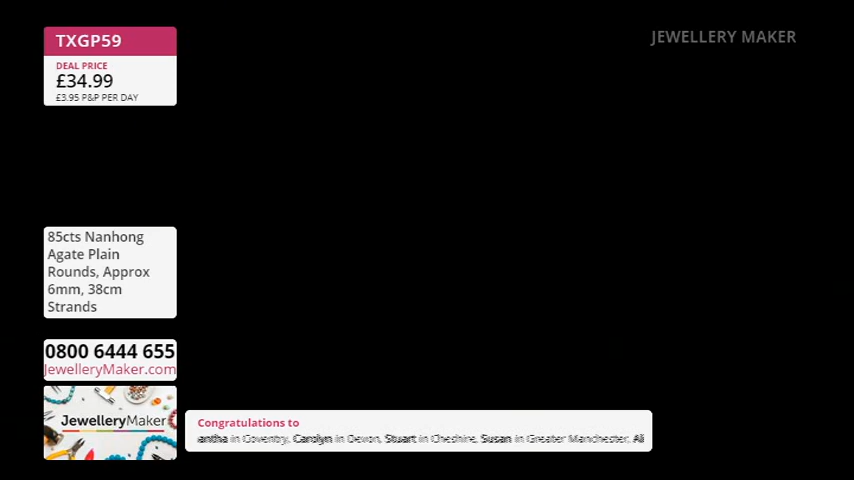 TXGP59
DEAL PRICE
£34.99
£3.95 P&P PER DAY
JEWELLERY MAKER
85cts Nanhong
Agate Plain
Rounds, Approx
6mm, 38cm
Strands
0800 6444 655
JewelleryMaker.com
JewelleryMaker
Congratulations to
antha in Coventry, Carolyn in Devon, Stuart in Cheshire, Susan in Greater Manchester, Ali